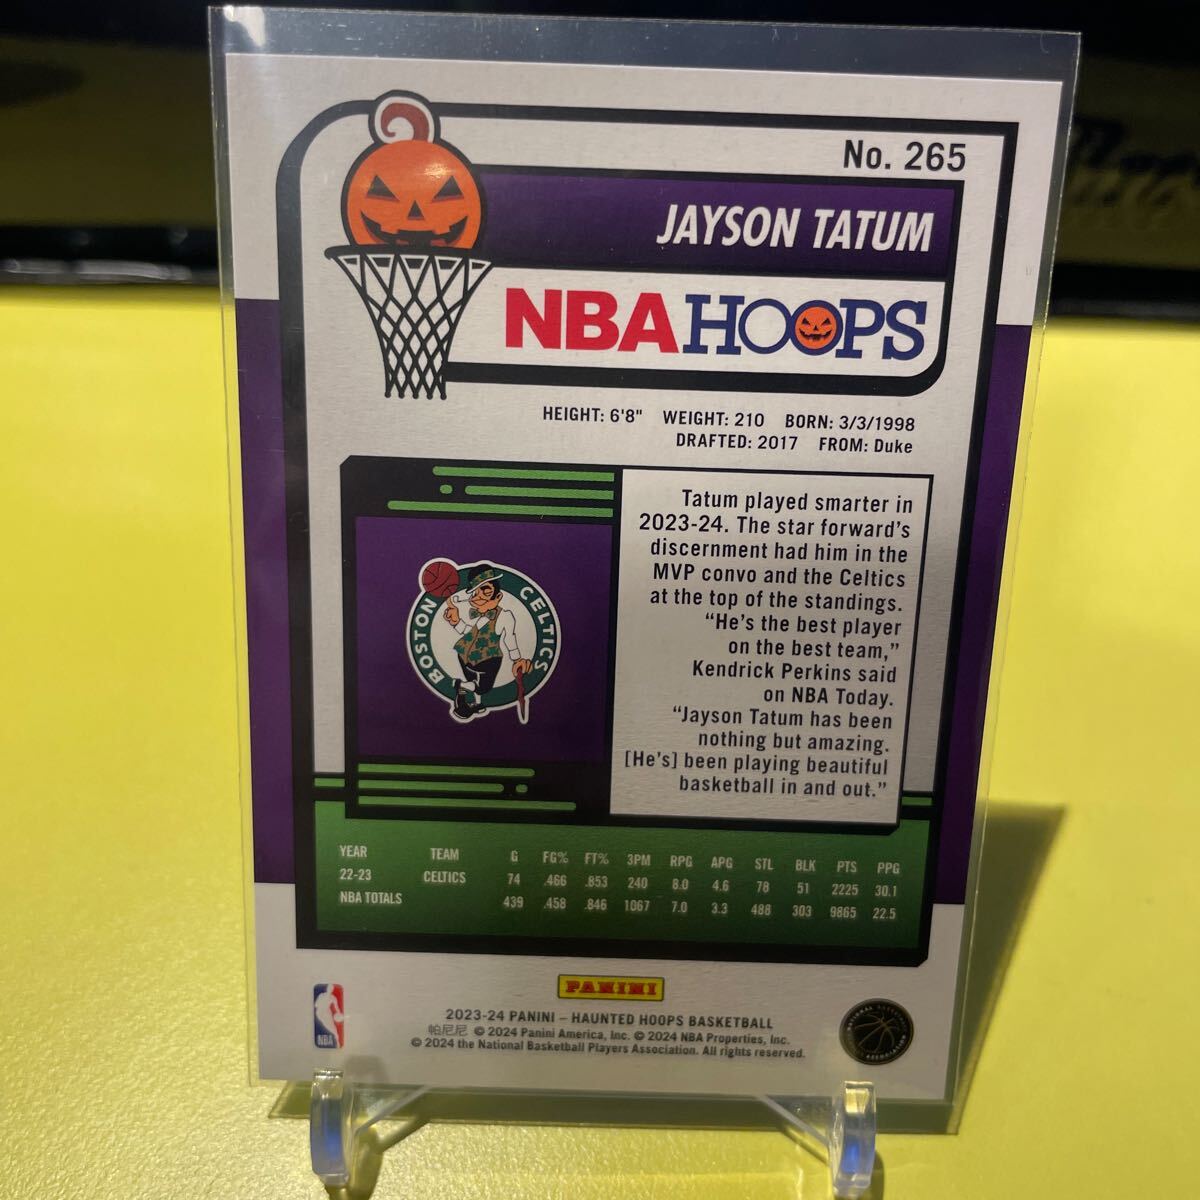 No. 265
JAYSON TATUM
NBA HOOPS
HEIGHT: 6'8" WEIGHT: 210 BORN: 3/3/1998
DRAFTED: 2017 FROM: Duke
Tatum played smarter in
2023-24. The star forward's
discernment had him in the
MVP convo and the Celtics
at the top of the standings.
“He's the best player
on the best team,”
Kendrick Perkins said
on NBA Today.
“Jayson Tatum has been
nothing but amazing.
[He's] been playing beautiful
basketball in and out.”
BOSTON CELTICS
YEAR TEAM G FG% FT% 3PM RPG APG STL BLK PTS PPG
22-23 CELTICS 74 .466 .853 240 8.0 4.6 78 51 2225 30.1
NBA TOTALS 439 .458 .846 1067 7.0 3.3 488 303 9865 22.5
PANINI
NBA
2023-24 PANINI – HAUNTED HOOPS BASKETBALL
帕尼尼 © 2024 Panini America, Inc. © 2024 NBA Properties, Inc.
© 2024 the National Basketball Players Association. All rights reserved.
NATIONAL BASKETBALL
ASSOCIATION